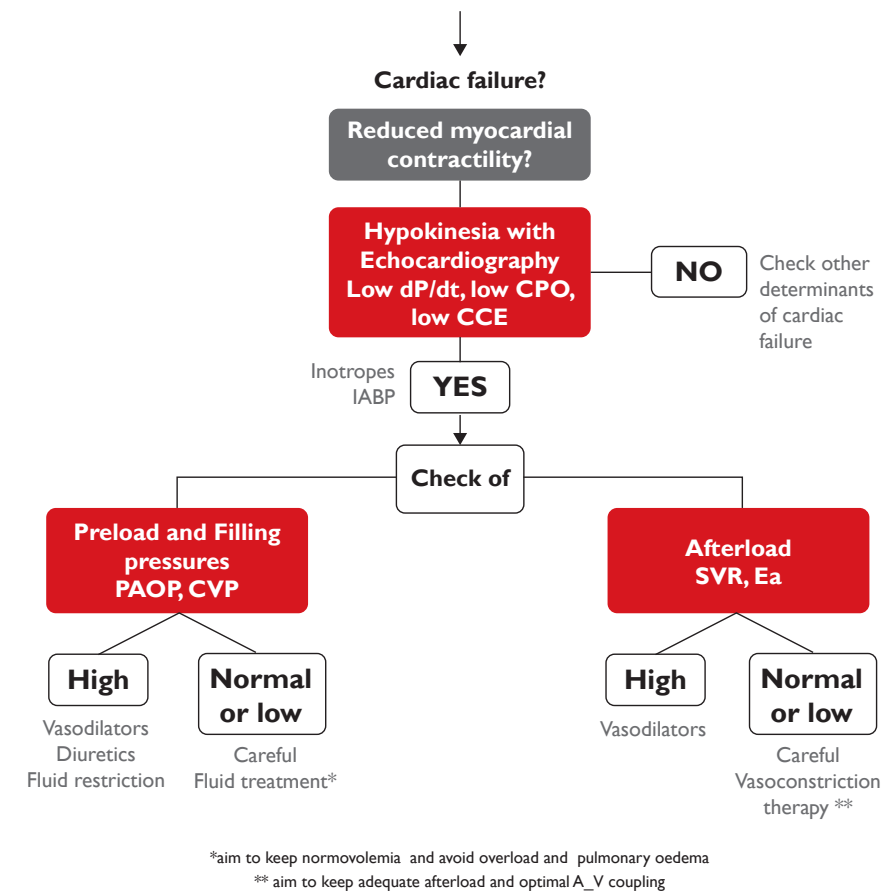 Cardiac failure?
Reduced myocardial
contractility?
Hypokinesia with
Echocardiography
Low dP/dt, low CPO,
low CCE
NO
Check other
determinants
of cardiac
failure
Inotropes
IABP
YES
Check of
Preload and Filling
pressures
PAOP, CVP
Afterload
SVR, Ea
High
Normal
or low
High
Normal
or low
Vasodilators
Diuretics
Fluid restriction
Careful
Fluid treatment*
Vasodilators
Careful
Vasoconstriction
therapy **
*aim to keep normovolemia and avoid overload and pulmonary oedema
** aim to keep adequate afterload and optimal A_V coupling